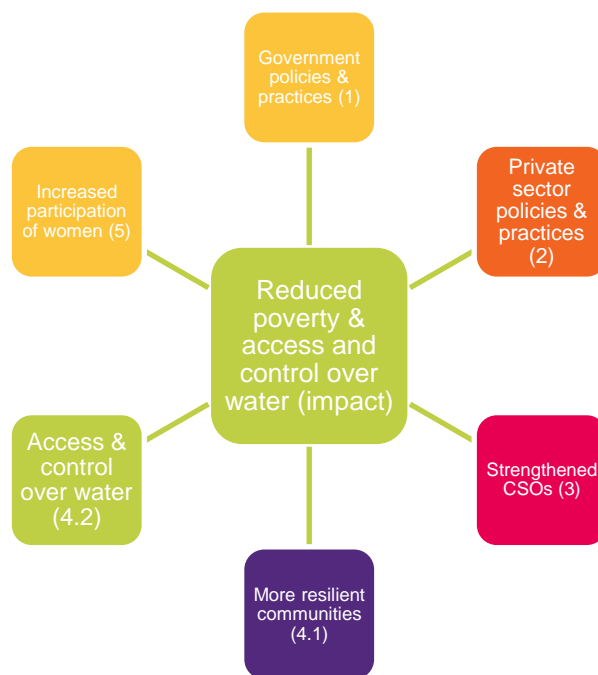 Government
policies &
practices (1)
Private
sector
policies &
practices
(2)
Increased
participation
of women (5)
Reduced
poverty &
access and
control over
water (impact)
Access &
control
over water
(4.2)
Strengthened
CSOs (3)
More resilient
communities
(4.1)